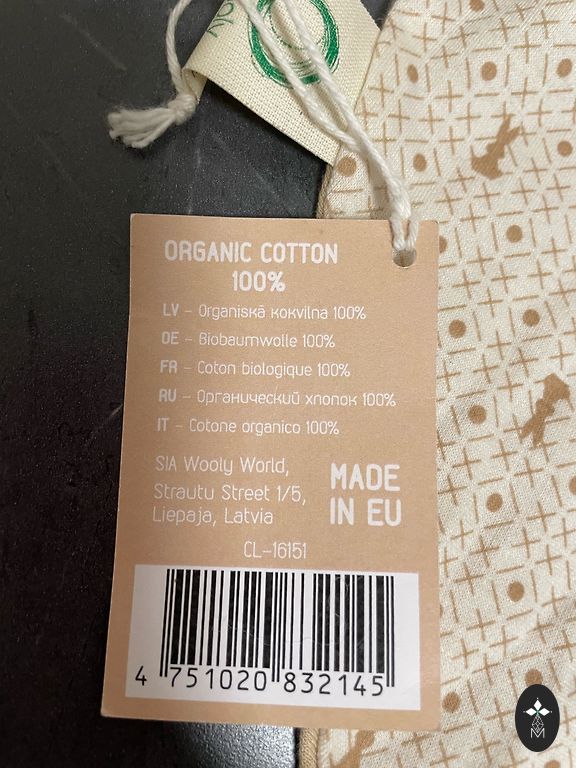 ORGANIC COTTON
100%
LV – Organiskā kokvilna 100%
DE – Biobaumwolle 100%
FR – Coton biologique 100%
RU – Органический хлопок 100%
IT – Cotone organico 100%
SIA Wooly World,
Strautu Street 1/5,
Liepaja, Latvia
MADE
IN EU
CL-16151
4 751020 832145